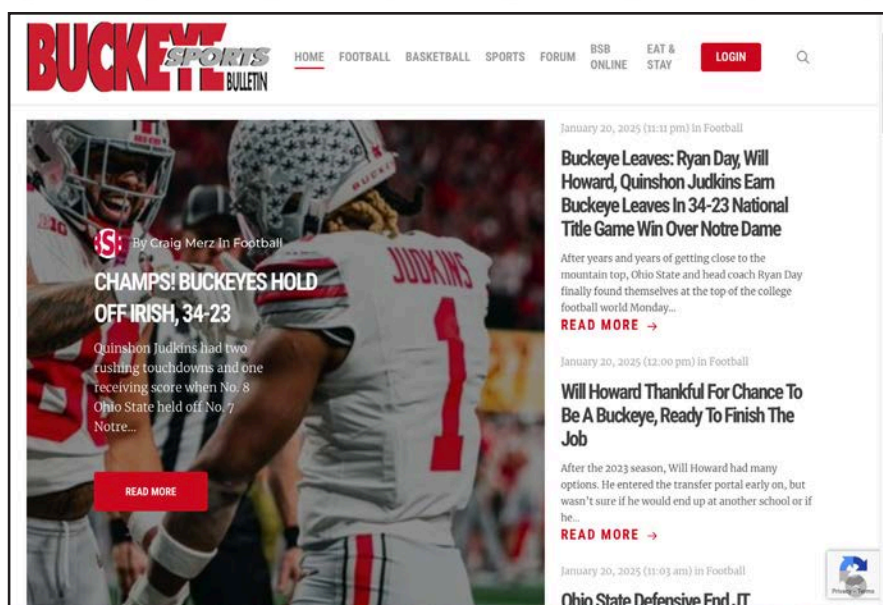 BUCKEYE
SPORTS
BULLETIN
HOME FOOTBALL BASKETBALL SPORTS FORUM BSB ONLINE EAT & STAY LOGIN
BSB By Craig Merz In Football
CHAMPS! BUCKEYES HOLD
OFF IRISH, 34-23
Quinshon Judkins had two
rushing touchdowns and one
receiving score when No. 8
Ohio State held off No. 7
Notre...
READ MORE
BUCKEYES
JUDKINS
1
January 20, 2025 (11:11 pm) in Football
Buckeye Leaves: Ryan Day, Will
Howard, Quinshon Judkins Earn
Buckeye Leaves In 34-23 National
Title Game Win Over Notre Dame
After years and years of getting close to the
mountain top, Ohio State and head coach Ryan Day
finally found themselves at the top of the college
football world Monday...
READ MORE →
January 20, 2025 (12:00 pm) in Football
Will Howard Thankful For Chance To
Be A Buckeye, Ready To Finish The
Job
After the 2023 season, Will Howard had many
options. He entered the transfer portal early on, but
wasn't sure if he would end up at another school or if
he...
READ MORE →
January 20, 2025 (11:03 am) in Football
Ohio State Defensive End JT
Privacy - Terms